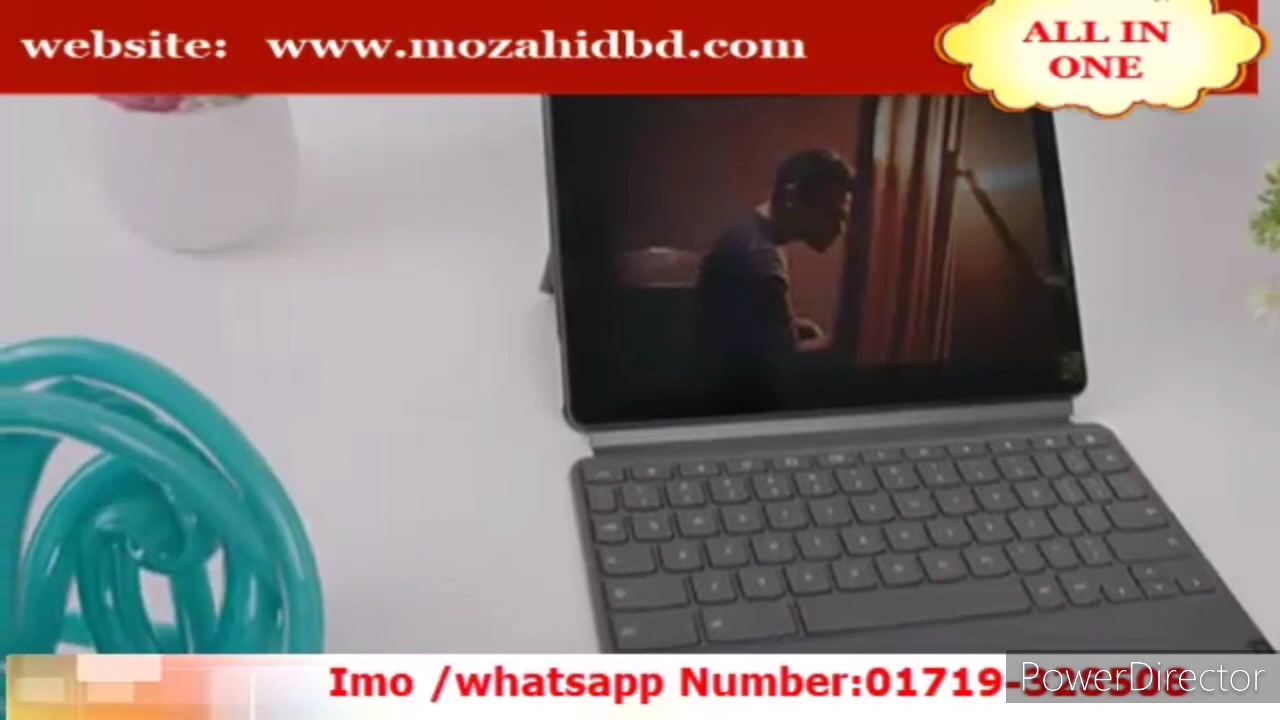 website: www.mozahidbd.com
ALL IN
ONE
Imo /whatsapp Number:01719-
PowerDirector